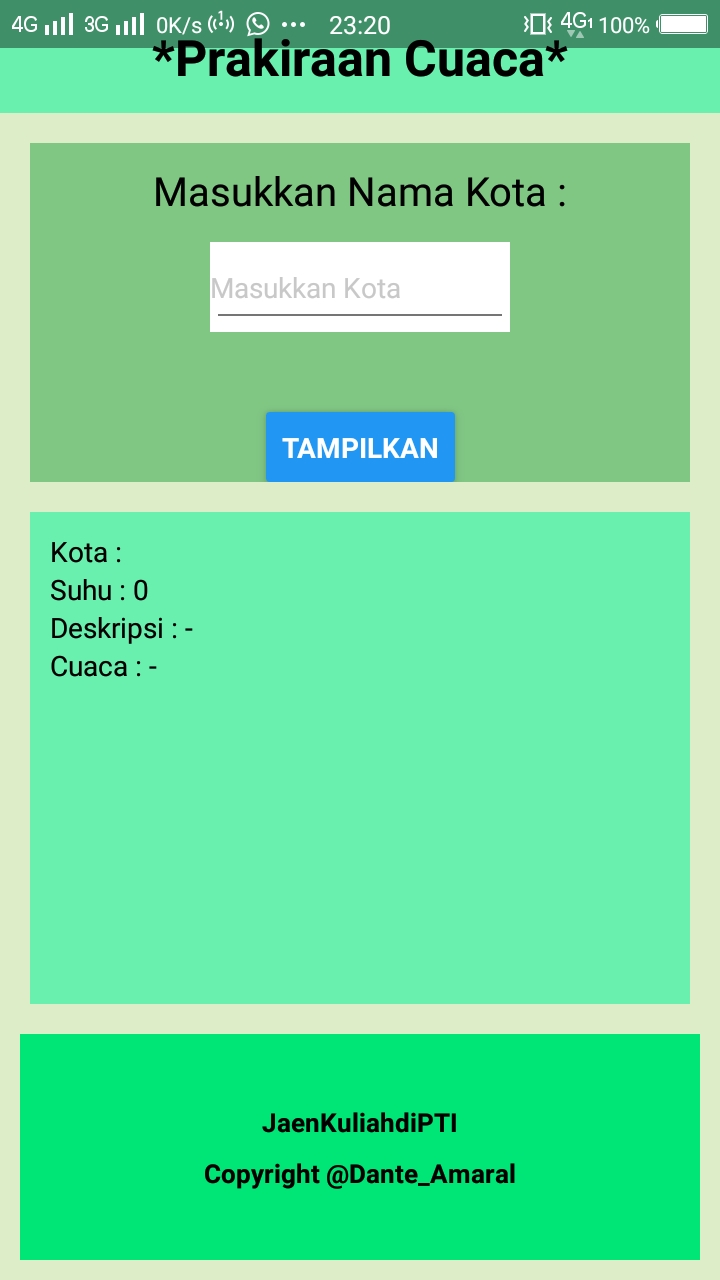 4G 3G 0K/s 23:20 4G1 100%
*Prakiraan Cuaca*
Masukkan Nama Kota :
Masukkan Kota
TAMPILKAN
Kota :
Suhu : 0
Deskripsi : -
Cuaca : -
JaenKuliahdiPTI
Copyright @Dante_Amaral